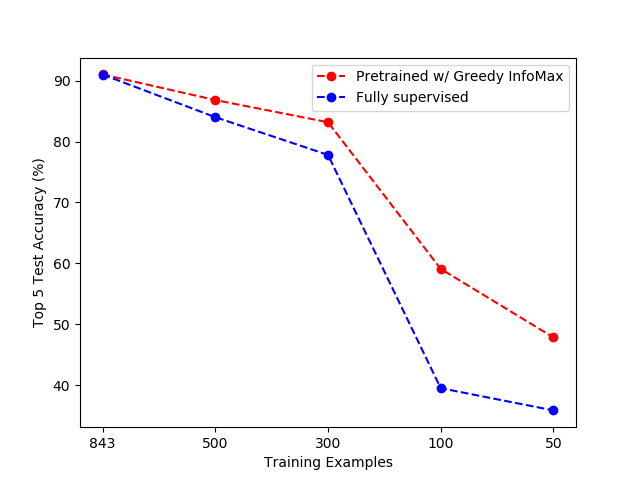 Pretrained w/ Greedy InfoMax
Fully supervised
90
80
70
60
50
40
Top 5 Test Accuracy (%)
843 500 300 100 50
Training Examples